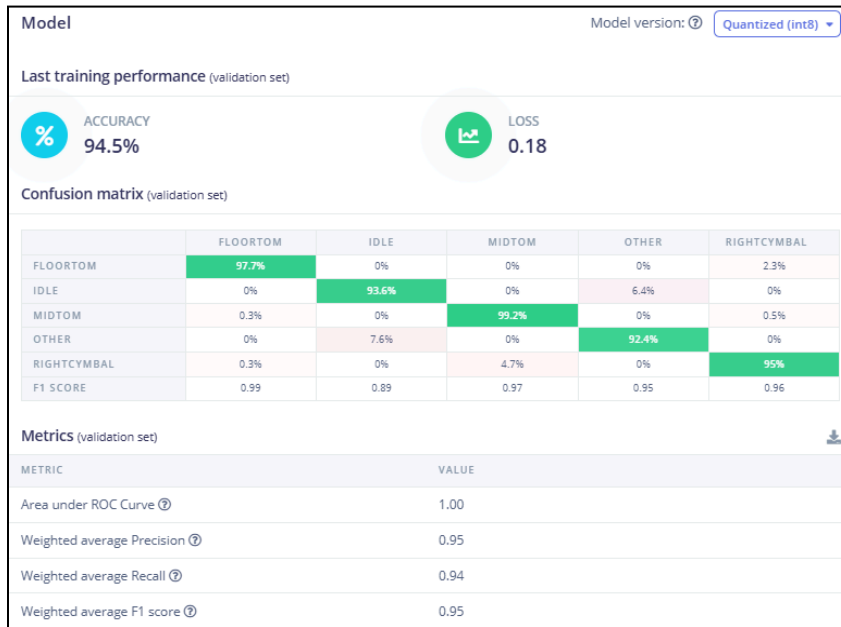 Model Model version: Quantized (int8)
Last training performance (validation set)
% ACCURACY LOSS
94.5% 0.18
Confusion matrix (validation set)
FLOORTOM IDLE MIDTOM OTHER RIGHTCYMBAL
FLOORTOM 97.7% 0% 0% 0% 2.3%
IDLE 0% 93.6% 0% 6.4% 0%
MIDTOM 0.3% 0% 99.2% 0% 0.5%
OTHER 0% 7.6% 0% 92.4% 0%
RIGHTCYMBAL 0.3% 0% 4.7% 0% 95%
F1 SCORE 0.99 0.89 0.97 0.95 0.96
Metrics (validation set)
METRIC VALUE
Area under ROC Curve 1.00
Weighted average Precision 0.95
Weighted average Recall 0.94
Weighted average F1 score 0.95